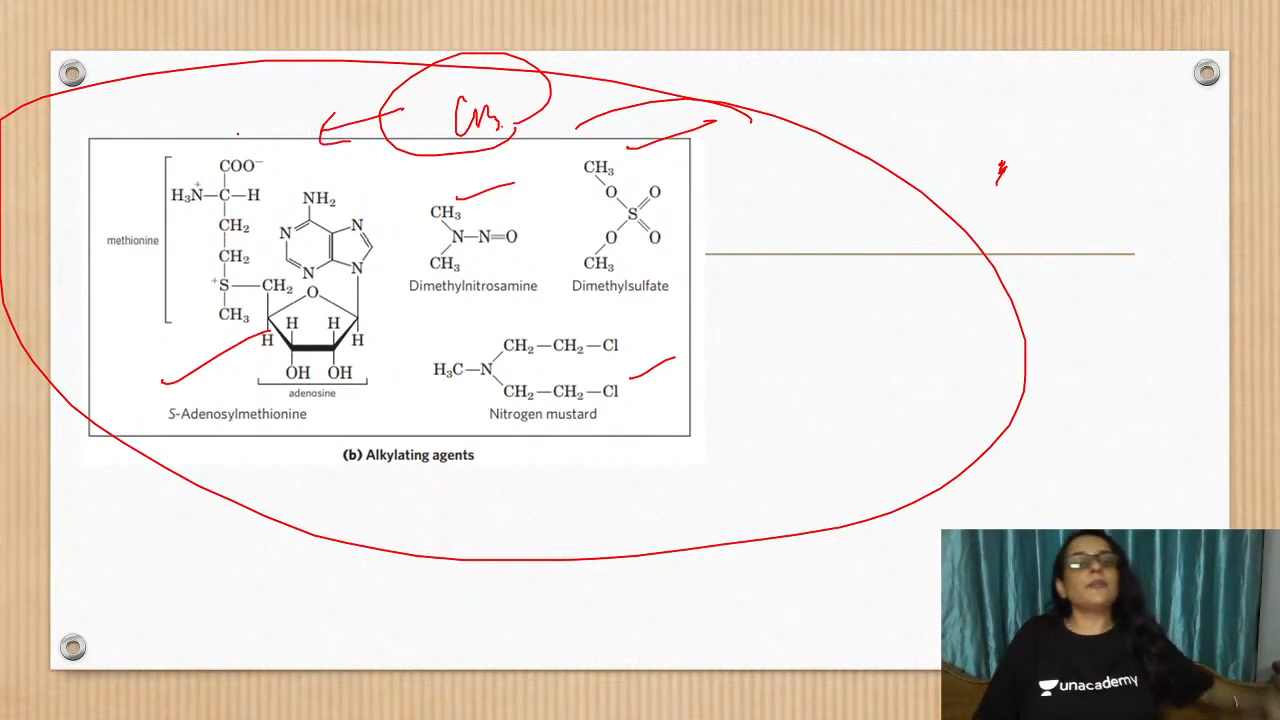 CH₃
COO⁻
H₃N⁺—C—H
CH₂
CH₂
⁺S—CH₂
CH₃
methionine
NH₂
N
N
N
N
O
H
H
H
H
OH
OH
adenosine
S-Adenosylmethionine
CH₃
N—N=O
CH₃
Dimethylnitrosamine
CH₃
O
O
S
O
O
CH₃
Dimethylsulfate
CH₂—CH₂—Cl
H₃C—N
CH₂—CH₂—Cl
Nitrogen mustard
(b) Alkylating agents
unacademy